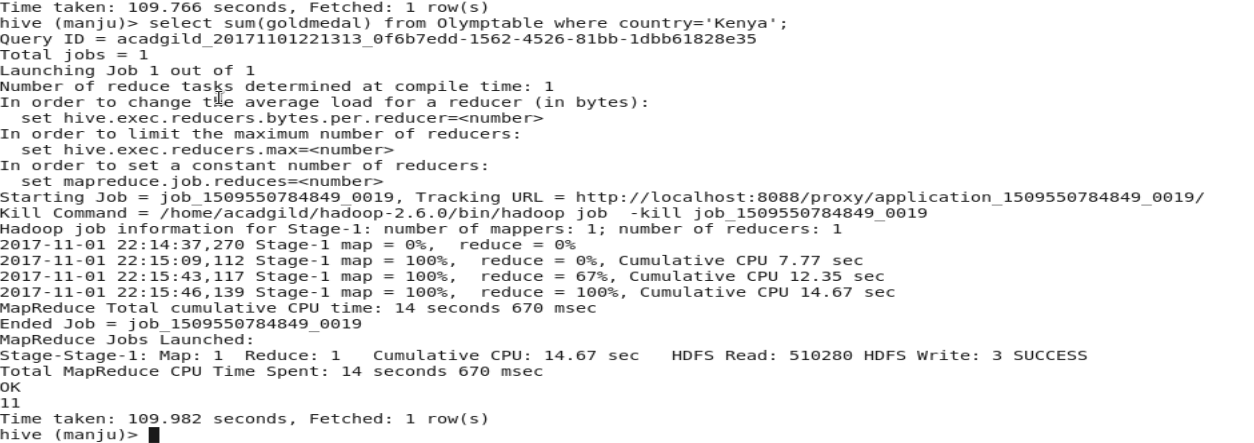 Time taken: 109.766 seconds, Fetched: 1 row(s)
hive (manju)> select sum(goldmedal) from Olymptable where country='Kenya';
Query ID = acadgild_20171101221313_0f6b7edd-1562-4526-81bb-1dbb61828e35
Total jobs = 1
Launching Job 1 out of 1
Number of reduce tasks determined at compile time: 1
In order to change the average load for a reducer (in bytes):
  set hive.exec.reducers.bytes.per.reducer=<number>
In order to limit the maximum number of reducers:
  set hive.exec.reducers.max=<number>
In order to set a constant number of reducers:
  set mapreduce.job.reduces=<number>
Starting Job = job_1509550784849_0019, Tracking URL = http://localhost:8088/proxy/application_1509550784849_0019/
Kill Command = /home/acadgild/hadoop-2.6.0/bin/hadoop job  -kill job_1509550784849_0019
Hadoop job information for Stage-1: number of mappers: 1; number of reducers: 1
2017-11-01 22:14:37,270 Stage-1 map = 0%,  reduce = 0%
2017-11-01 22:15:09,112 Stage-1 map = 100%,  reduce = 0%, Cumulative CPU 7.77 sec
2017-11-01 22:15:43,117 Stage-1 map = 100%,  reduce = 67%, Cumulative CPU 12.35 sec
2017-11-01 22:15:46,139 Stage-1 map = 100%,  reduce = 100%, Cumulative CPU 14.67 sec
MapReduce Total cumulative CPU time: 14 seconds 670 msec
Ended Job = job_1509550784849_0019
MapReduce Jobs Launched:
Stage-Stage-1: Map: 1  Reduce: 1   Cumulative CPU: 14.67 sec   HDFS Read: 510280 HDFS Write: 3 SUCCESS
Total MapReduce CPU Time Spent: 14 seconds 670 msec
OK
11
Time taken: 109.982 seconds, Fetched: 1 row(s)
hive (manju)>